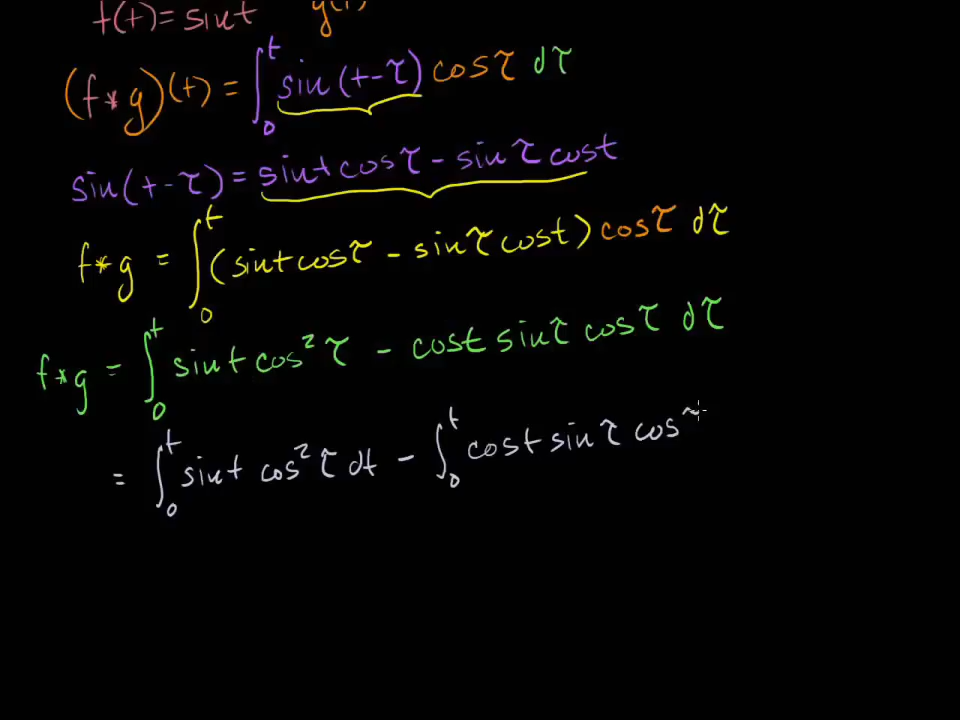 f(t) = sin t g(t)
(f * g)(t) = ∫₀ᵗ sin(t-τ) cos τ dτ
sin(t-τ) = sin t cos τ - sin τ cos t
f * g = ∫₀ᵗ (sin t cos τ - sin τ cos t) cos τ dτ
f * g = ∫₀ᵗ sin t cos² τ - cos t sin τ cos τ dτ
= ∫₀ᵗ sin t cos² τ dt - ∫₀ᵗ cos t sin τ cos